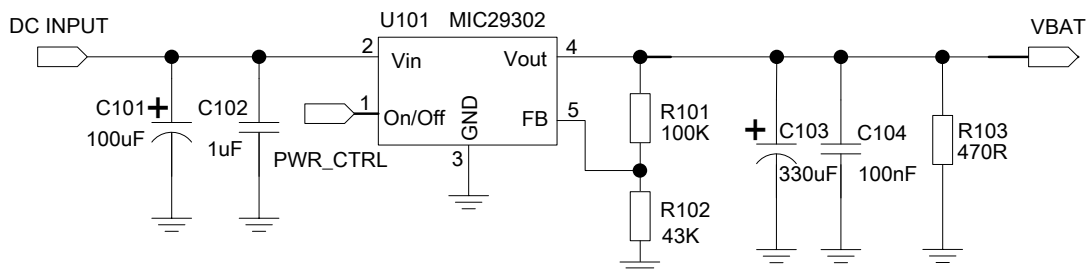 DC INPUT
U101 MIC29302
VBAT
2
Vin
Vout
4
C101
+
100uF
C102
1uF
1
On/Off
GND
FB
5
3
PWR_CTRL
R101
100K
R102
43K
+
C103
330uF
C104
100nF
R103
470R